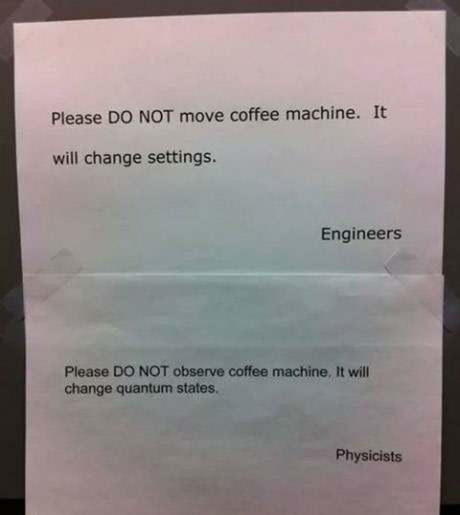 Please DO NOT move coffee machine. It
will change settings.
Engineers
Please DO NOT observe coffee machine. It will
change quantum states.
Physicists